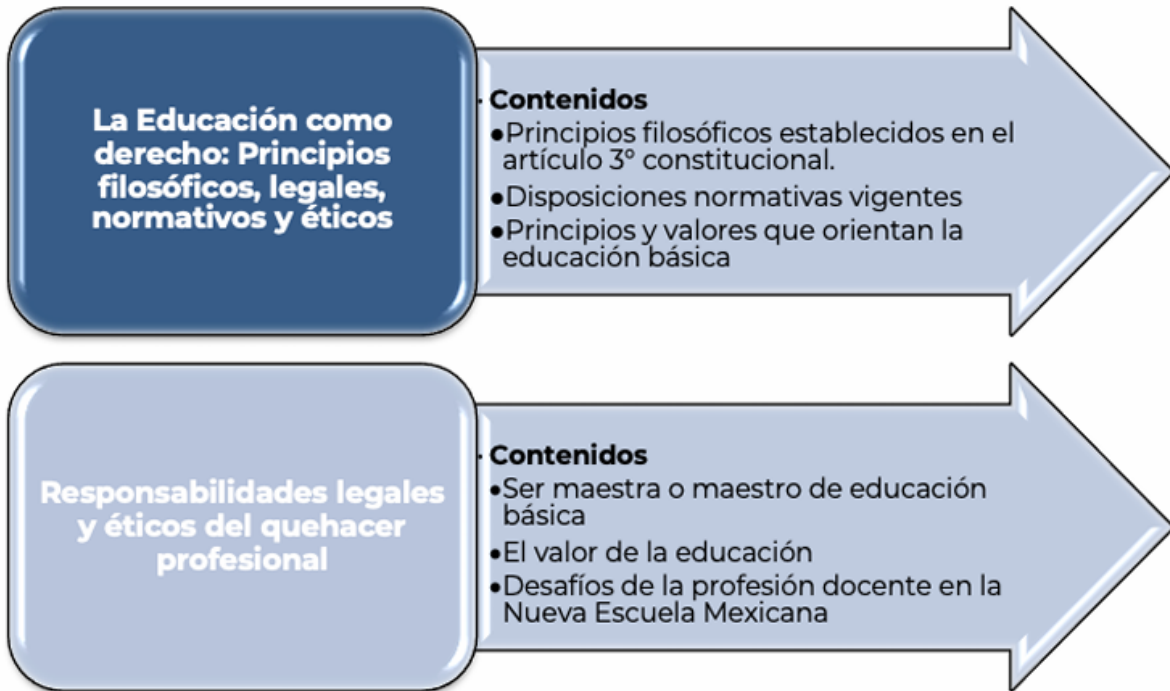 La Educación como
derecho: Principios
filosóficos, legales,
normativos y éticos
Contenidos
•Principios filosóficos establecidos en el
artículo 3° constitucional.
•Disposiciones normativas vigentes
•Principios y valores que orientan la
educación básica
Responsabilidades legales
y éticos del quehacer
profesional
Contenidos
•Ser maestra o maestro de educación
básica
•El valor de la educación
•Desafíos de la profesión docente en la
Nueva Escuela Mexicana